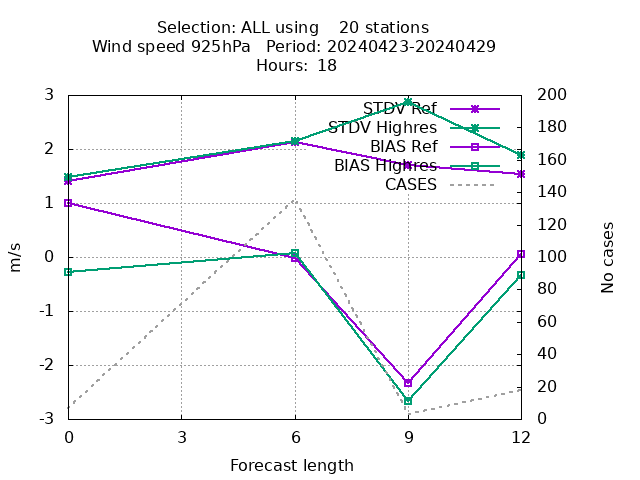 Selection: ALL using    20 stations
Wind speed 925hPa   Period: 20240423-20240429
Hours: 18
STDV Ref
STDV Highres
BIAS Ref
BIAS Highres
CASES
3
2
1
0
-1
-2
-3
200
180
160
140
120
100
80
60
40
20
0
m/s
No cases
0 3 6 9 12
Forecast length